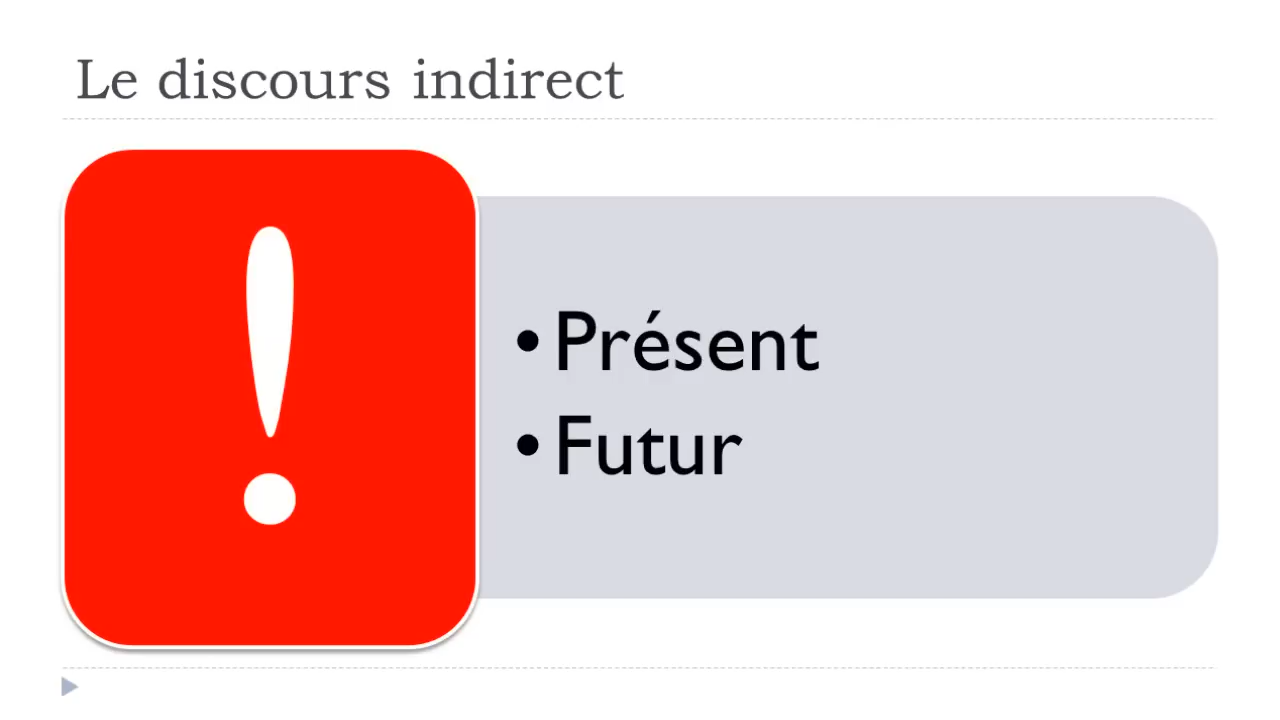 Le discours indirect
!
• Présent
• Futur